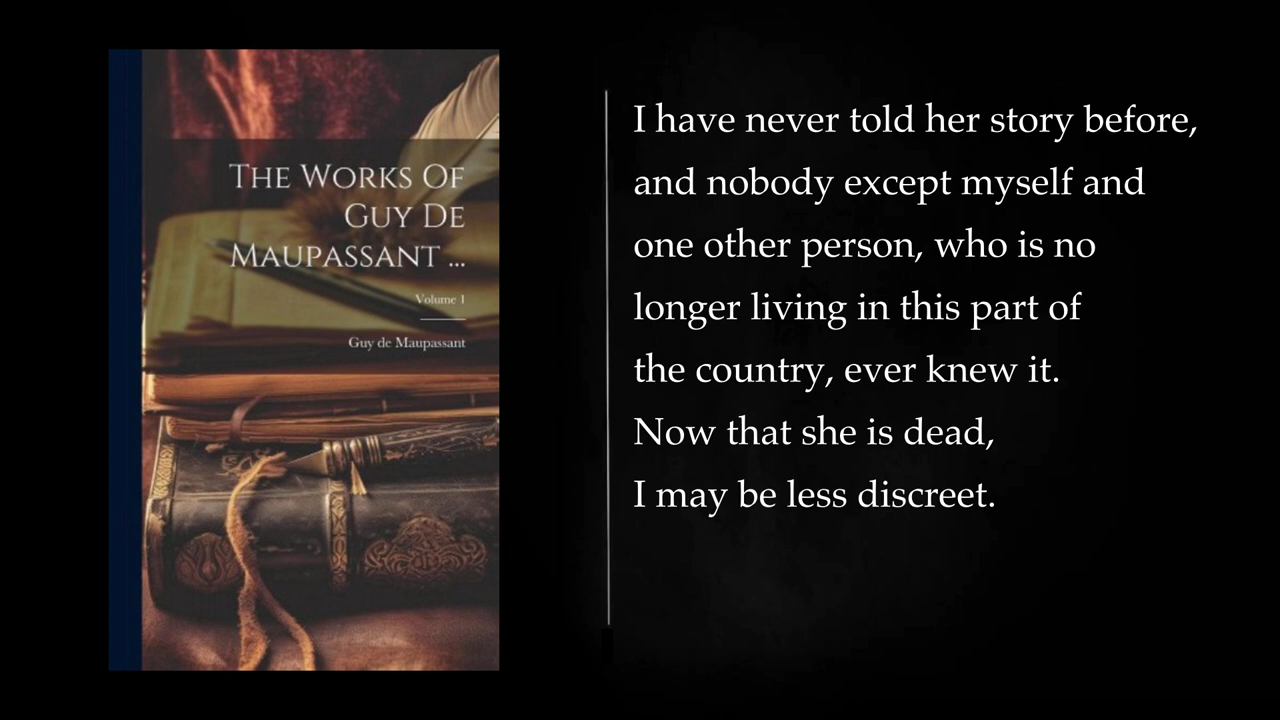 The Works Of
Guy De
Maupassant ...
Volume 1
Guy de Maupassant
I have never told her story before,
and nobody except myself and
one other person, who is no
longer living in this part of
the country, ever knew it.
Now that she is dead,
I may be less discreet.